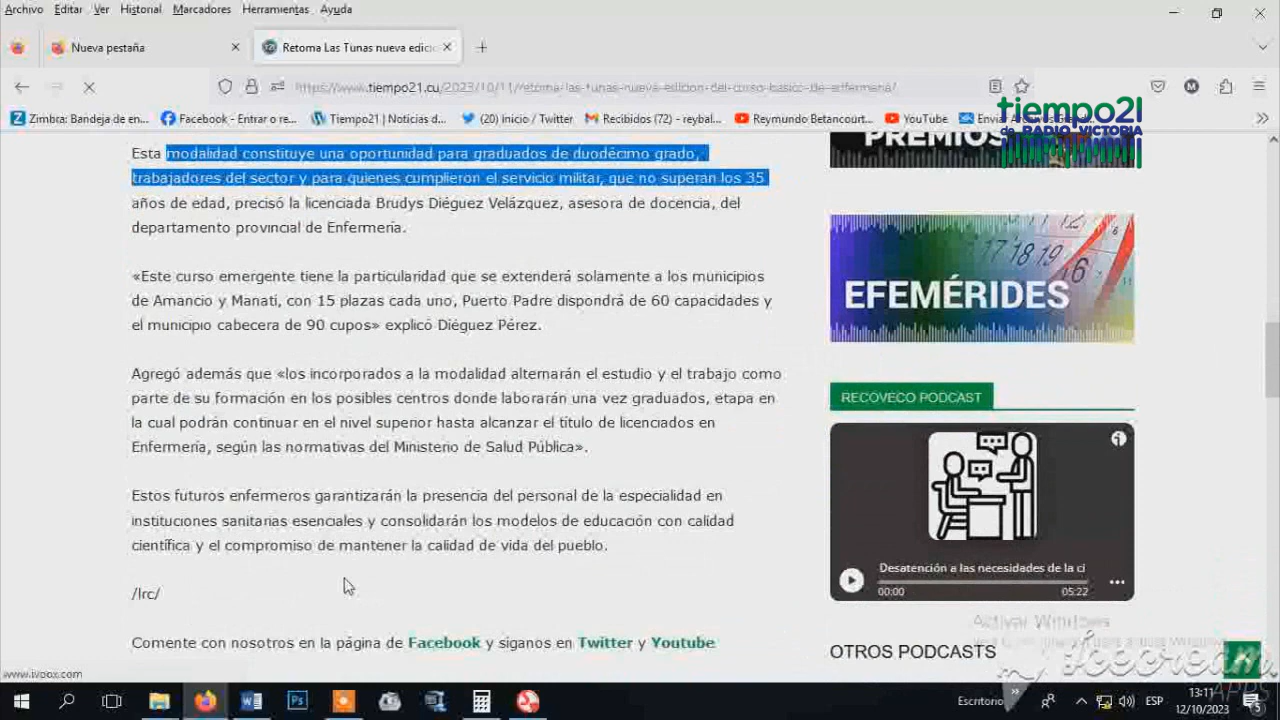 Archivo Editar Ver Historial Marcadores Herramientas Ayuda
Nueva pestaña
Retoma Las Tunas nueva edici
https://www.tiempo21.cu/2023/10/11/retoma-las-tunas-nueva-edicion-del-curso-basico-de-enfermeria/
Zimbra: Bandeja de en...
Facebook - Entrar o re...
Tiempo21 | Noticias d...
(20) Inicio / Twitter
Recibidos (72) - reybal...
Reymundo Betancourt...
YouTube
Enviar Archivos Grand...
tiempo21
de RADIO VICTORIA
PREMIOS
Esta modalidad constituye una oportunidad para graduados de duodécimo grado,
trabajadores del sector y para quienes cumplieron el servicio militar, que no superan los 35
años de edad, precisó la licenciada Brudys Diéguez Velázquez, asesora de docencia, del
departamento provincial de Enfermería.
«Este curso emergente tiene la particularidad que se extenderá solamente a los municipios
de Amancio y Manatí, con 15 plazas cada uno, Puerto Padre dispondrá de 60 capacidades y
el municipio cabecera de 90 cupos» explicó Diéguez Pérez.
Agregó además que «los incorporados a la modalidad alternarán el estudio y el trabajo como
parte de su formación en los posibles centros donde laborarán una vez graduados, etapa en
la cual podrán continuar en el nivel superior hasta alcanzar el título de licenciados en
Enfermería, según las normativas del Ministerio de Salud Pública».
Estos futuros enfermeros garantizarán la presencia del personal de la especialidad en
instituciones sanitarias esenciales y consolidarán los modelos de educación con calidad
científica y el compromiso de mantener la calidad de vida del pueblo.
/lrc/
Comente con nosotros en la página de Facebook y síganos en Twitter y Youtube
17 18 19
16
EFEMÉRIDES
RECOVECO PODCAST
Desatención a las necesidades de la ci
00:00
05:22
Activar Windows
OTROS PODCASTS
icecream
APPS
www.ivoox.com
Escritorio
ESP
13:11
12/10/2023